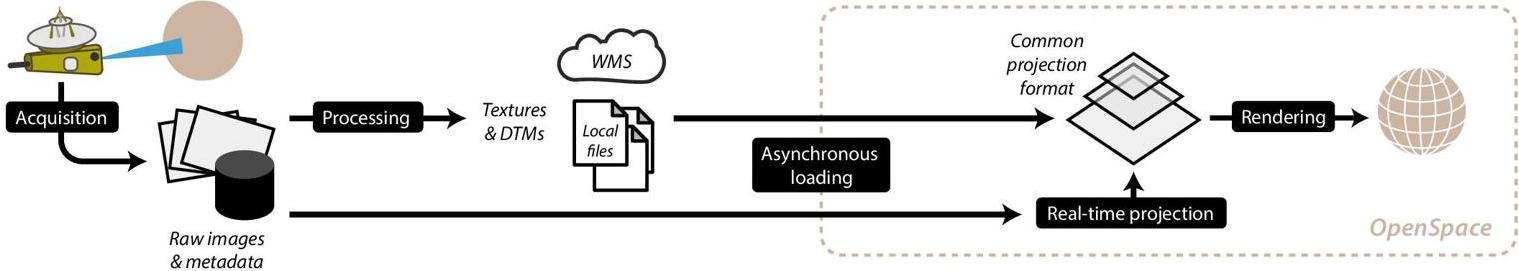 Acquisition
Raw images
& metadata
Processing
Textures
& DTMs
WMS
Local
files
Asynchronous
loading
Common
projection
format
Real-time projection
Rendering
OpenSpace